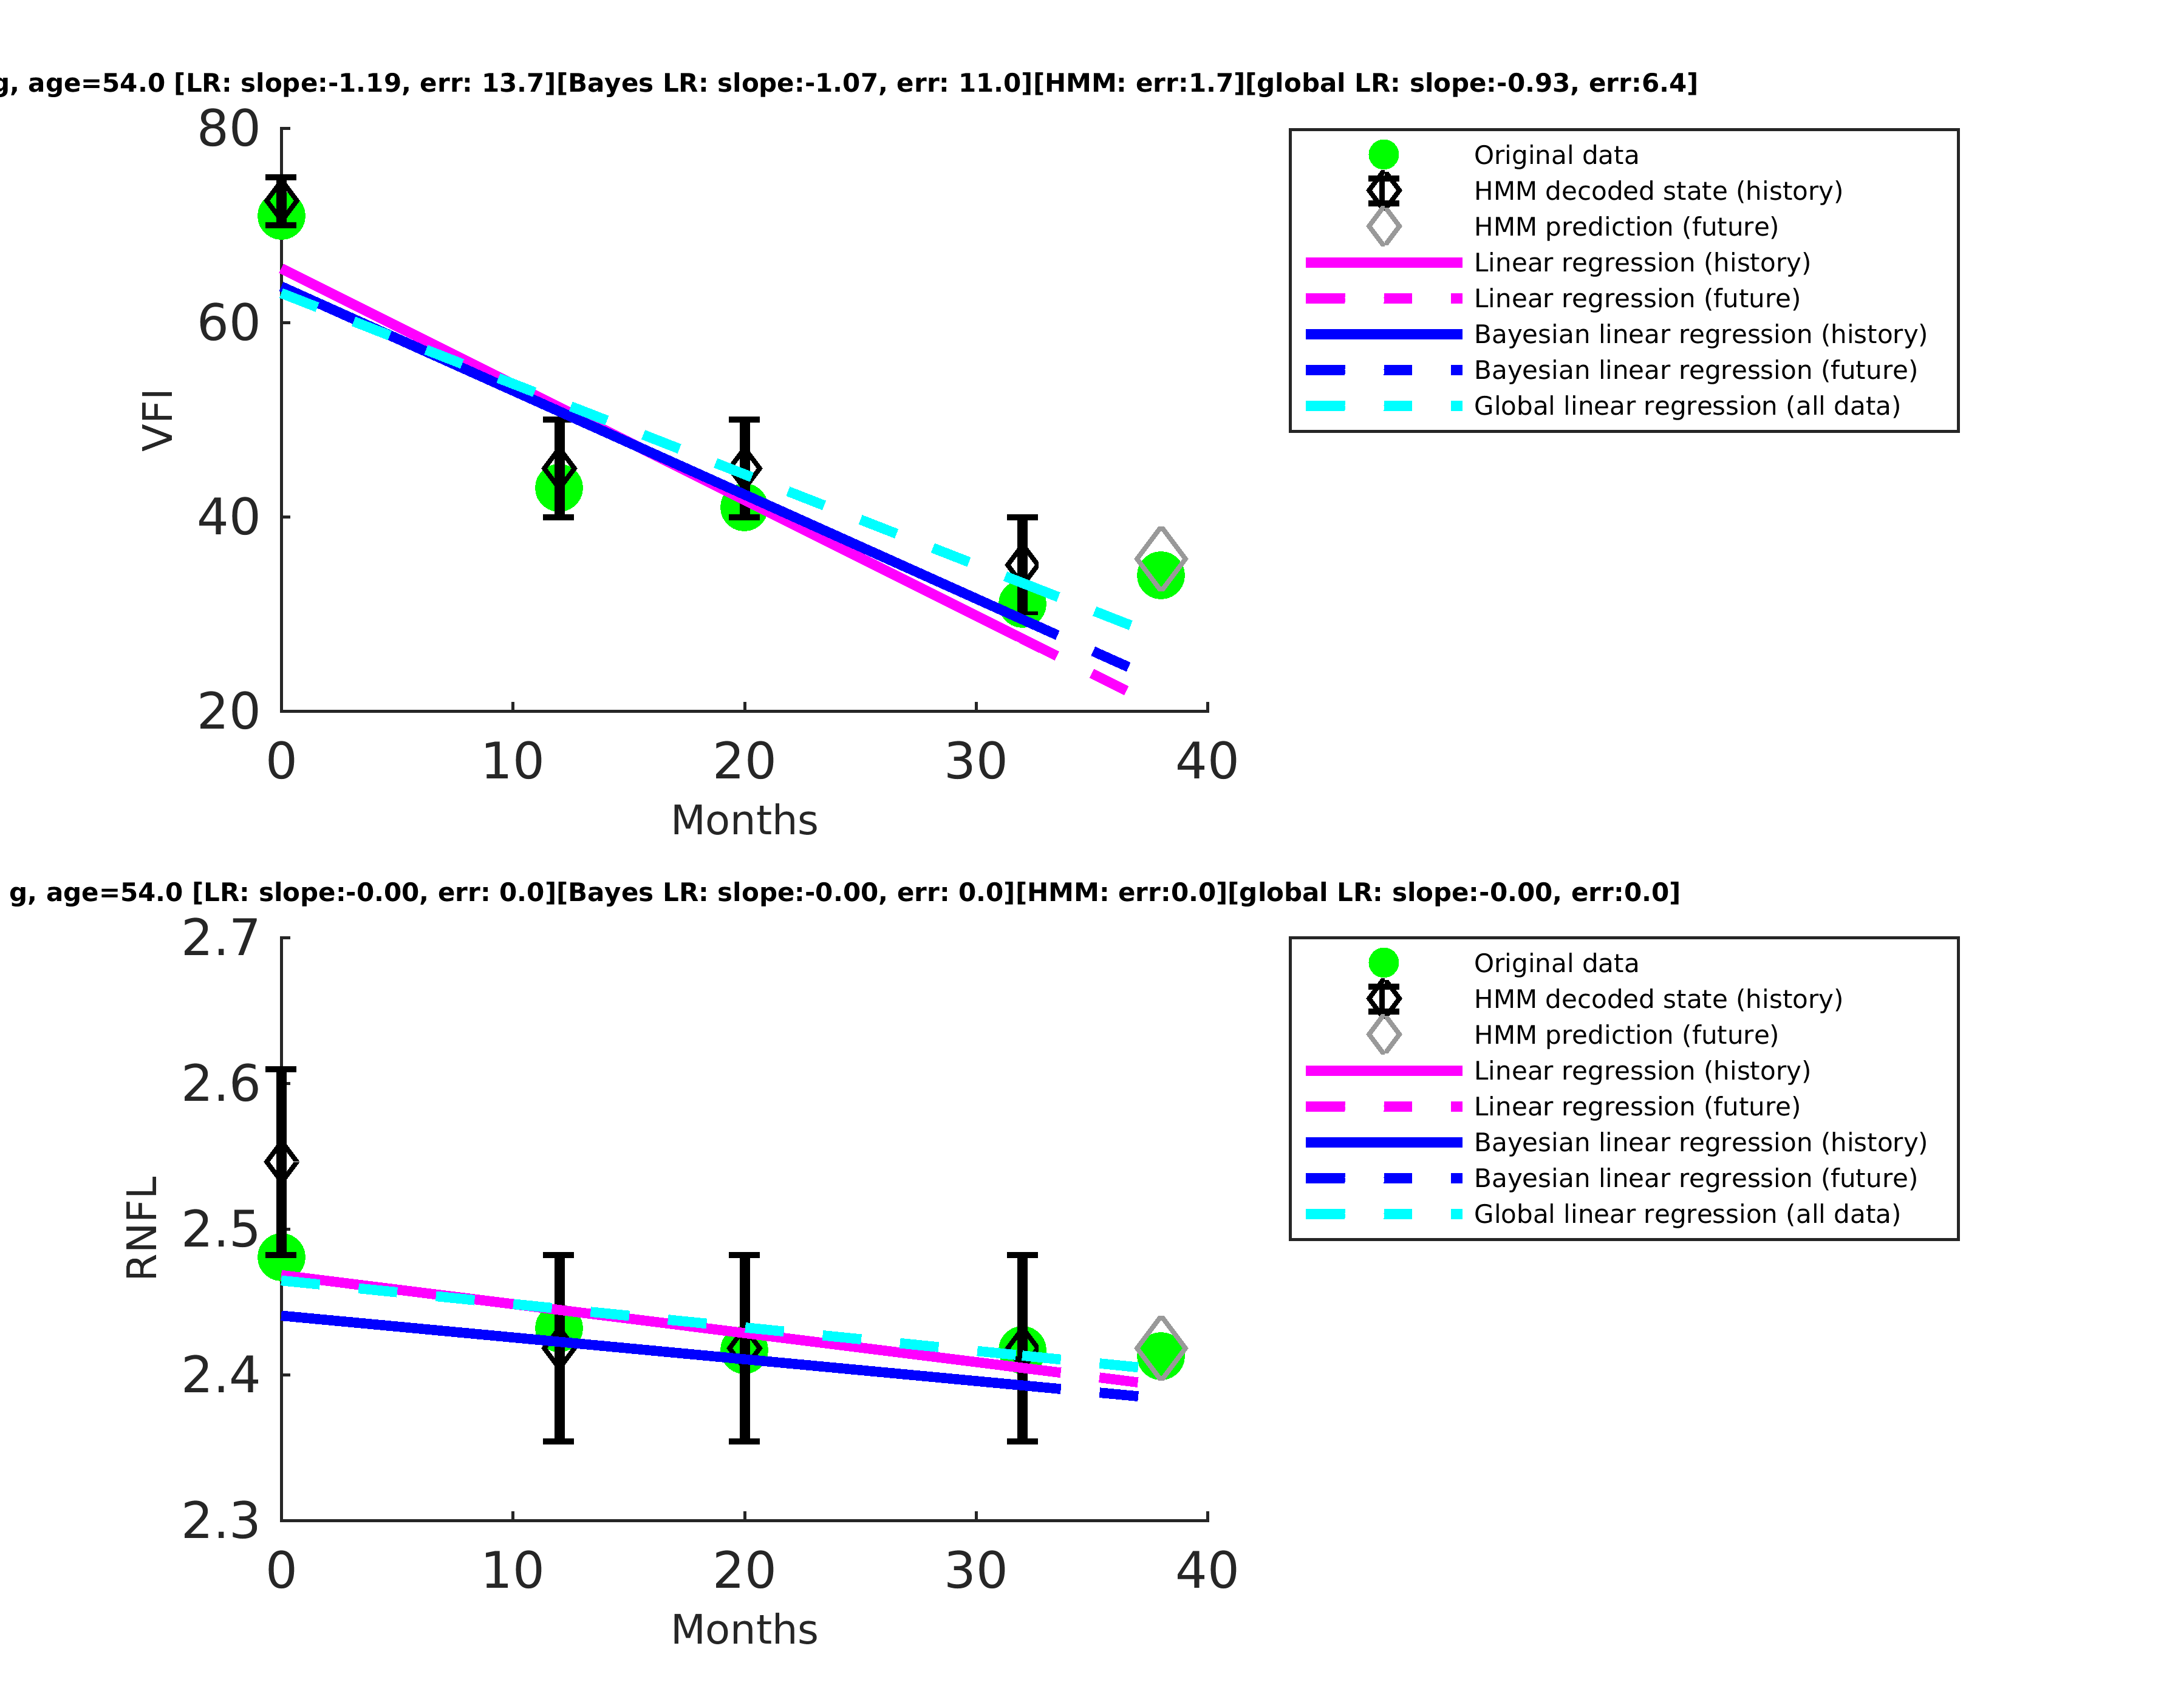 g, age=54.0 [LR: slope:-1.19, err: 13.7][Bayes LR: slope:-1.07, err: 11.0][HMM: err:1.7][global LR: slope:-0.93, err:6.4]
80
60
40
20
VFI
0 10 20 30 40
Months
Original data
HMM decoded state (history)
HMM prediction (future)
Linear regression (history)
Linear regression (future)
Bayesian linear regression (history)
Bayesian linear regression (future)
Global linear regression (all data)
g, age=54.0 [LR: slope:-0.00, err: 0.0][Bayes LR: slope:-0.00, err: 0.0][HMM: err:0.0][global LR: slope:-0.00, err:0.0]
2.7
2.6
2.5
2.4
2.3
RNFL
0 10 20 30 40
Months
Original data
HMM decoded state (history)
HMM prediction (future)
Linear regression (history)
Linear regression (future)
Bayesian linear regression (history)
Bayesian linear regression (future)
Global linear regression (all data)